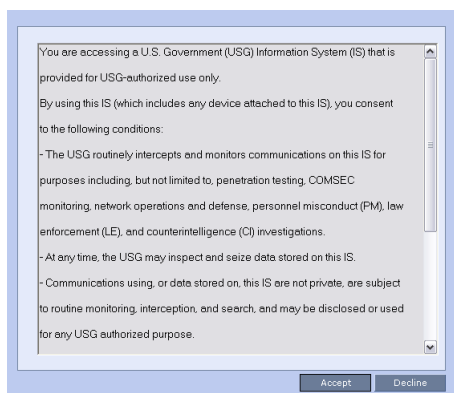 You are accessing a U.S. Government (USG) Information System (IS) that is
provided for USG-authorized use only.
By using this IS (which includes any device attached to this IS), you consent
to the following conditions:
- The USG routinely intercepts and monitors communications on this IS for
purposes including, but not limited to, penetration testing, COMSEC
monitoring, network operations and defense, personnel misconduct (PM), law
enforcement (LE), and counterintelligence (CI) investigations.
- At any time, the USG may inspect and seize data stored on this IS.
- Communications using, or data stored on, this IS are not private, are subject
to routine monitoring, interception, and search, and may be disclosed or used
for any USG authorized purpose.
Accept Decline